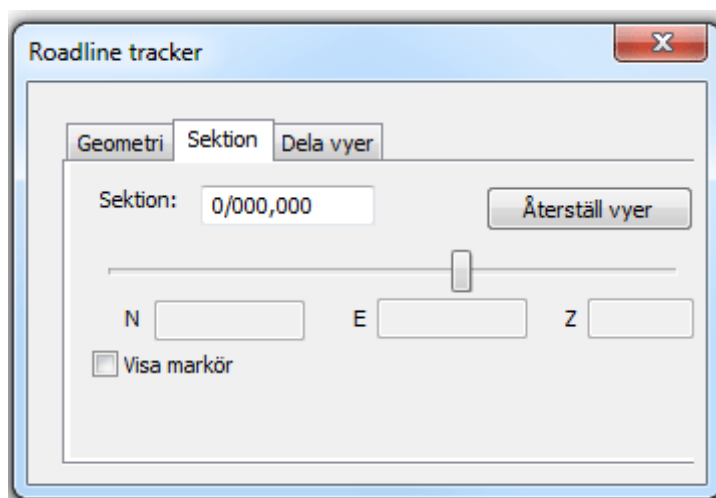 Roadline tracker
Geometri Sektion Dela vyer
Sektion: 0/000,000 Återställ vyer
N E Z
Visa markör